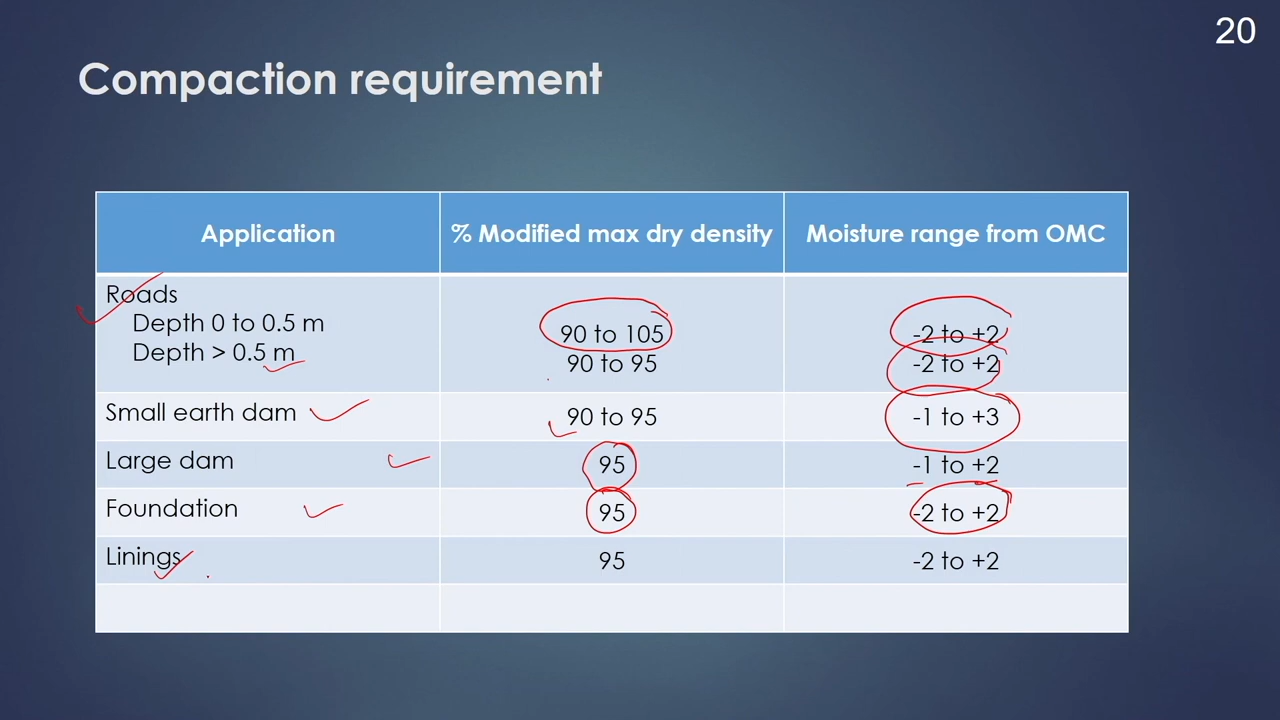 20
Compaction requirement
Application % Modified max dry density Moisture range from OMC
Roads
Depth 0 to 0.5 m 90 to 105 -2 to +2
Depth > 0.5 m 90 to 95 -2 to +2
Small earth dam 90 to 95 -1 to +3
Large dam 95 -1 to +2
Foundation 95 -2 to +2
Linings 95 -2 to +2